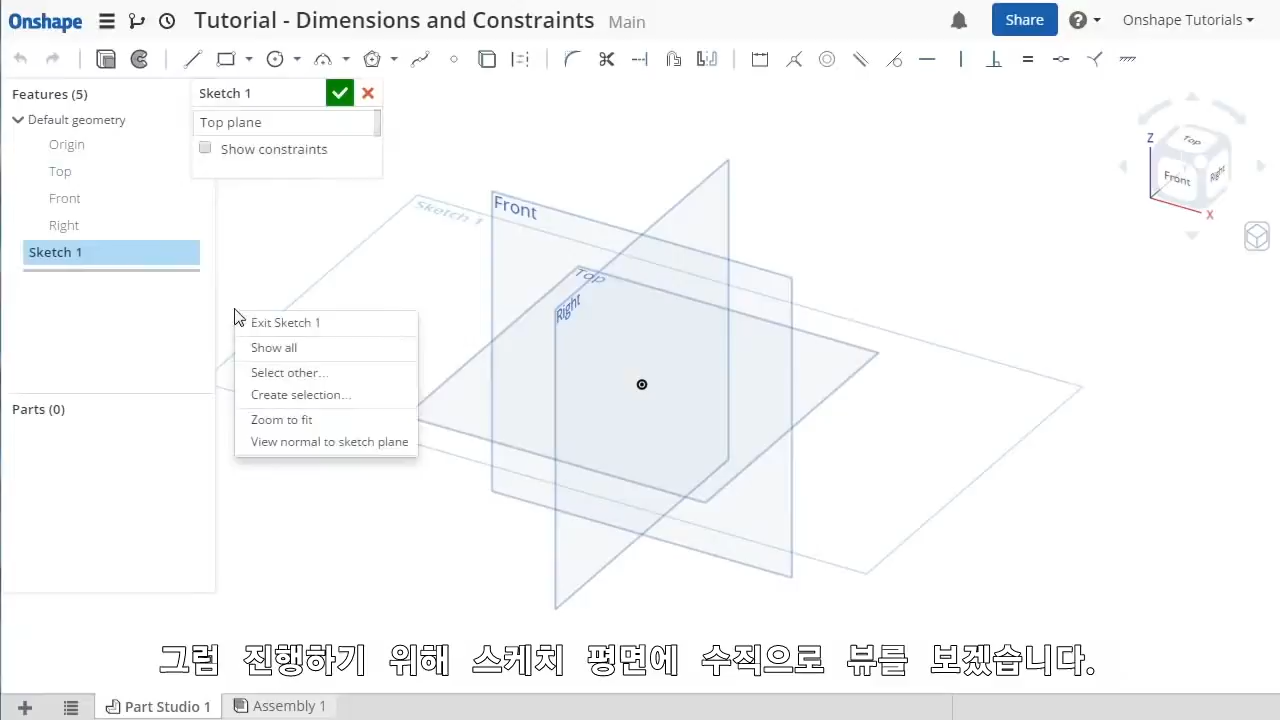 Onshape Tutorial - Dimensions and Constraints Main Share Onshape Tutorials
Features (5)
Default geometry
Origin
Top
Front
Right
Sketch 1
Parts (0)
Sketch 1
Top plane
Show constraints
Sketch 1
Front
Top
Right
Exit Sketch 1
Show all
Select other...
Create selection...
Zoom to fit
View normal to sketch plane
Z
Top
Front
Right
X
그럼 진행하기 위해 스케치 평면에 수직으로 뷰를 보겠습니다.
Part Studio 1 Assembly 1